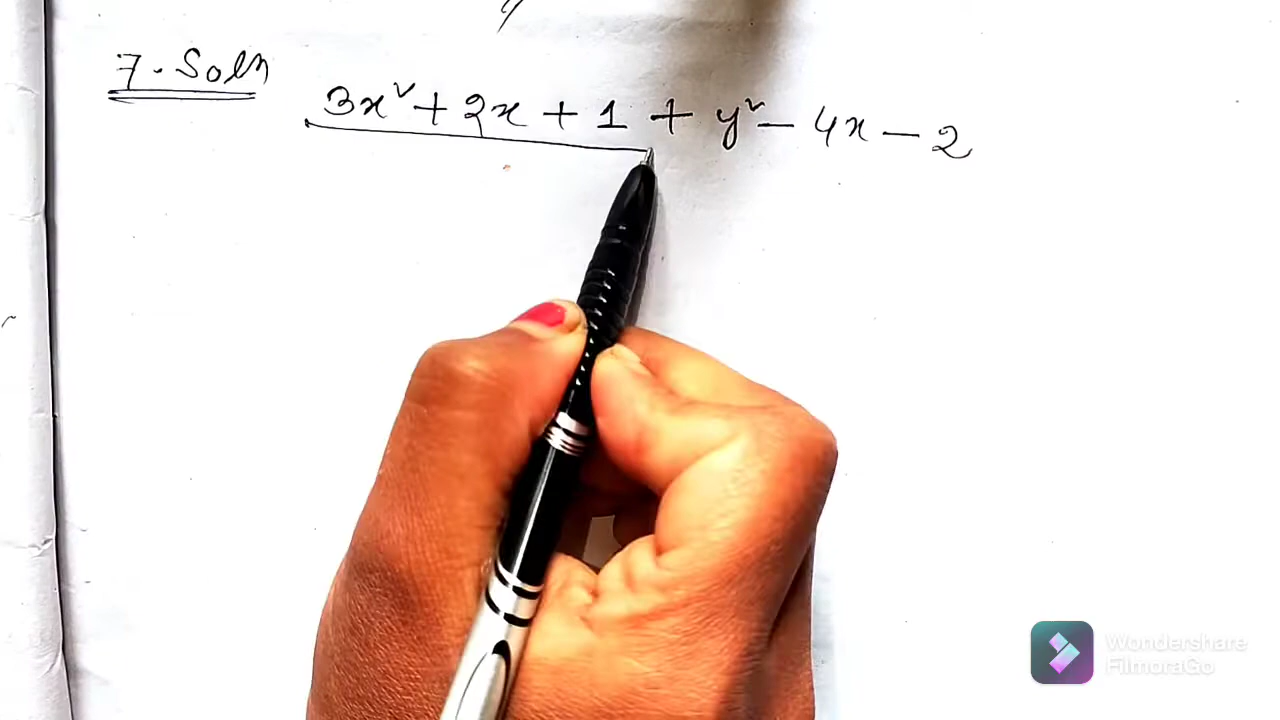 7. Soln
3x² + 2x + 1 + y² - 4x - 2
Wondershare
FilmoraGo